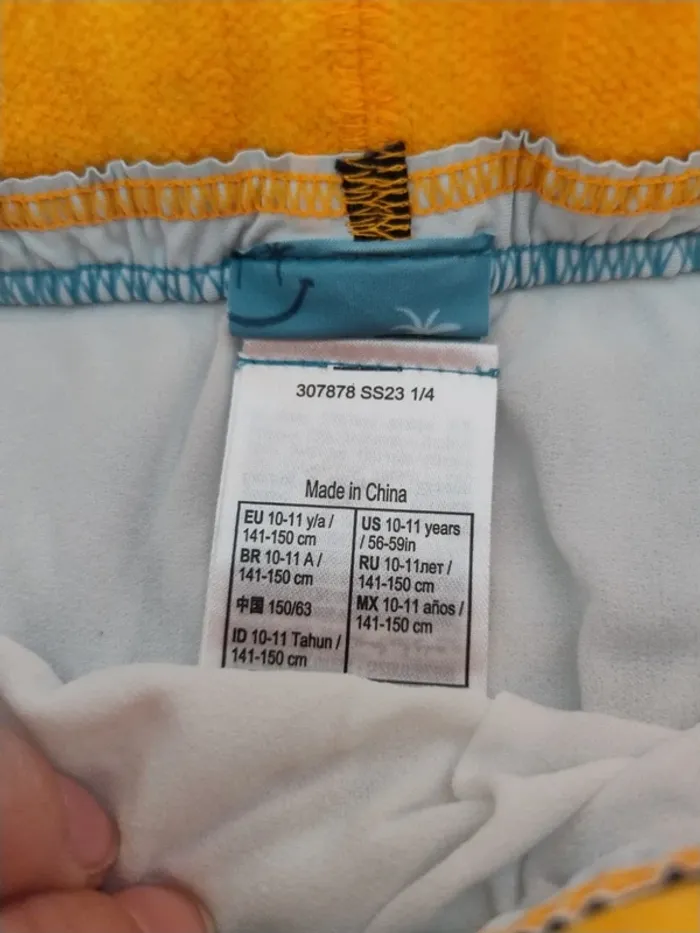 307878 SS23 1/4
Made in China
EU 10-11 y/a /
141-150 cm
BR 10-11 A /
141-150 cm
中国 150/63
ID 10-11 Tahun /
141-150 cm
US 10-11 years
/ 56-59in
RU 10-11лет /
141-150 cm
MX 10-11 años /
141-150 cm